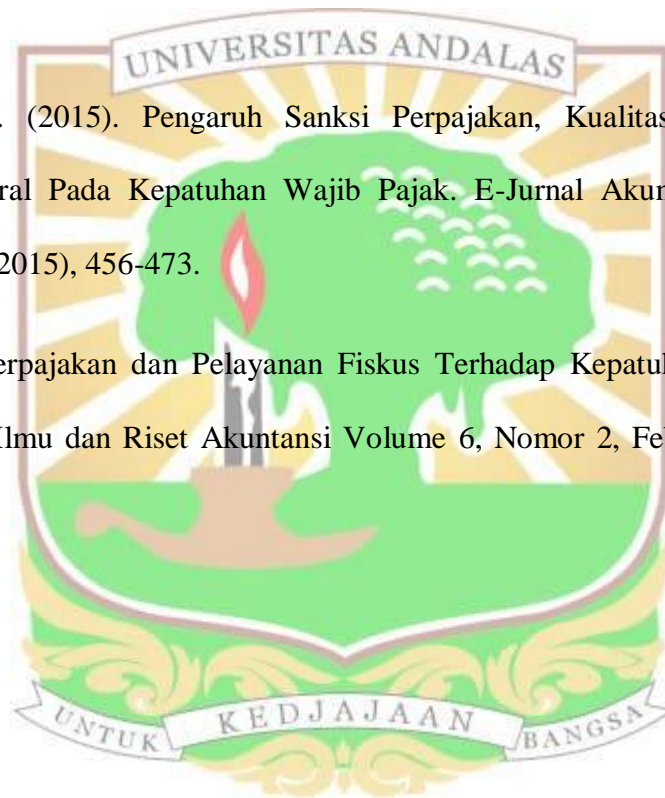 UNIVERSITAS ANDALAS
. (2015). Pengaruh Sanksi Perpajakan, Kualitas
ral Pada Kepatuhan Wajib Pajak. E-Jurnal Akun
2015), 456-473.
erpajakan dan Pelayanan Fiskus Terhadap Kepatu
Ilmu dan Riset Akuntansi Volume 6, Nomor 2, Fe
UNTUK KEDJAJAAN BANGSA